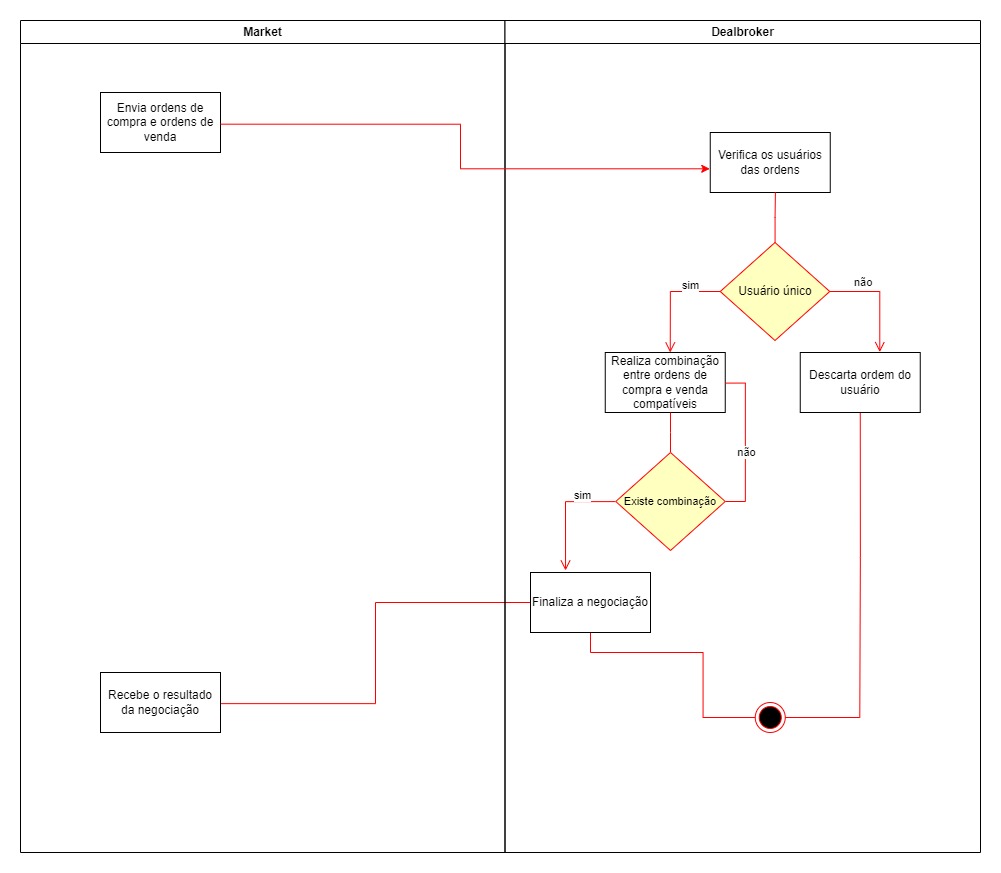 Market
Dealbroker
Envia ordens de
compra e ordens de
venda
Verifica os usuários
das ordens
Usuário único
sim
não
Realiza combinação
entre ordens de
compra e venda
compatíveis
Descarta ordem do
usuário
não
Existe combinação
sim
Finaliza a negociação
Recebe o resultado
da negociação